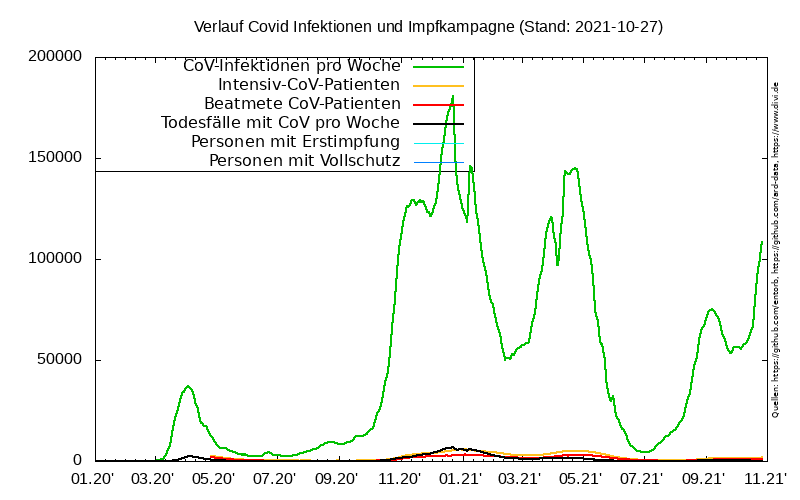 Verlauf Covid Infektionen und Impfkampagne (Stand: 2021-10-27)
200000
150000
100000
50000
0
CoV-Infektionen pro Woche
Intensiv-CoV-Patienten
Beatmete CoV-Patienten
Todesfälle mit CoV pro Woche
Personen mit Erstimpfung
Personen mit Vollschutz
01.20' 03.20' 05.20' 07.20' 09.20' 11.20' 01.21' 03.21' 05.21' 07.21' 09.21' 11.21'
Quellen: https://github.com/entorb, https://github.com/ard-data, https://www.divi.de